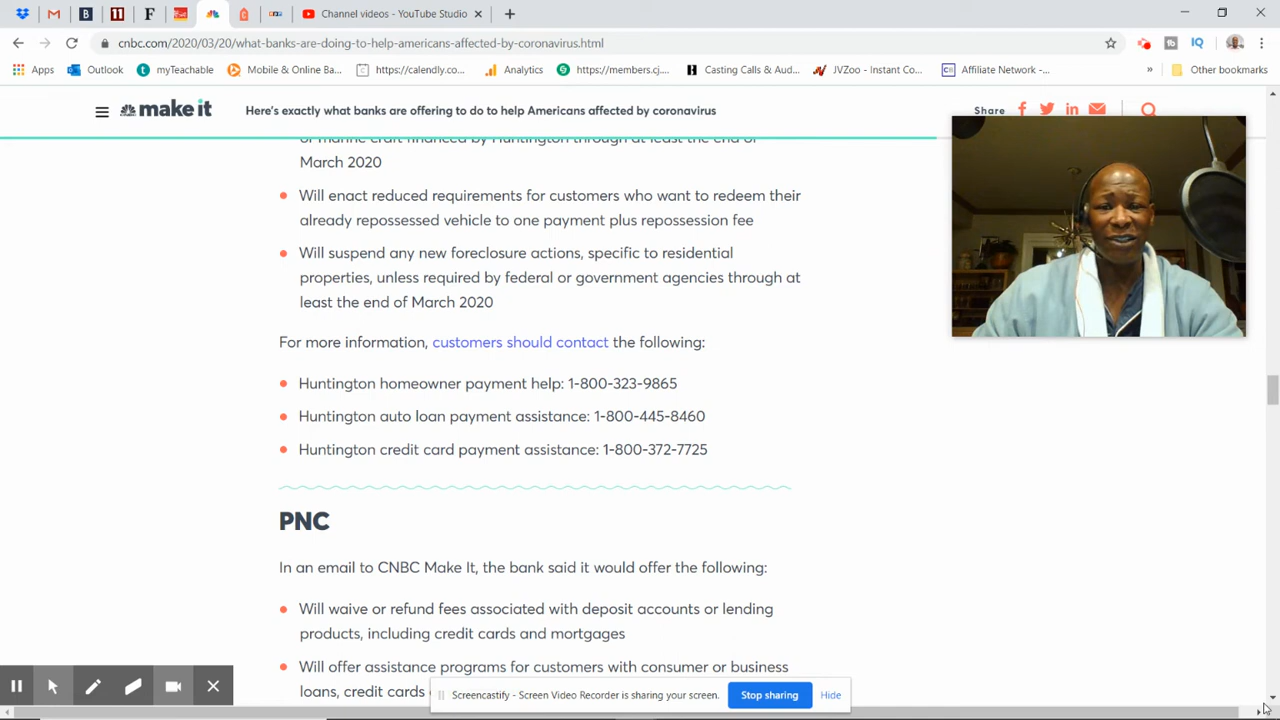 Channel videos - YouTube Studio
cnbc.com/2020/03/20/what-banks-are-doing-to-help-americans-affected-by-coronavirus.html
Apps Outlook myTeachable Mobile & Online Ba... https://calendly.co... Analytics https://members.cj.... Casting Calls & Aud... JVZoo - Instant Co... Affiliate Network -... » Other bookmarks
make it Here's exactly what banks are offering to do to help Americans affected by coronavirus Share
March 2020
Will enact reduced requirements for customers who want to redeem their
already repossessed vehicle to one payment plus repossession fee
Will suspend any new foreclosure actions, specific to residential
properties, unless required by federal or government agencies through at
least the end of March 2020
For more information, customers should contact the following:
Huntington homeowner payment help: 1-800-323-9865
Huntington auto loan payment assistance: 1-800-445-8460
Huntington credit card payment assistance: 1-800-372-7725
PNC
In an email to CNBC Make It, the bank said it would offer the following:
Will waive or refund fees associated with deposit accounts or lending
products, including credit cards and mortgages
Will offer assistance programs for customers with consumer or business
loans, credit cards
Screencastify - Screen Video Recorder is sharing your screen. Stop sharing Hide